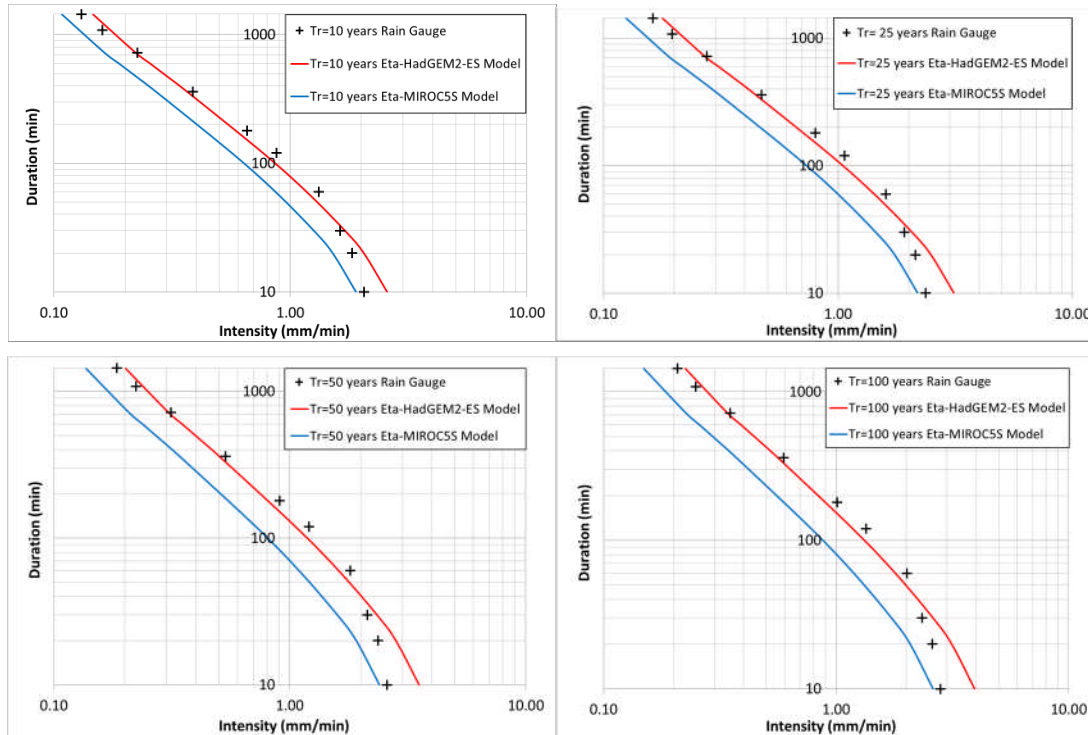 Tr=10 years Rain Gauge
Tr=10 years Eta-HadGEM2-ES Model
Tr=10 years Eta-MIROC5S Model
Duration (min)
1000
100
10
0.10
1.00
10.00
Intensity (mm/min)
Tr= 25 years Rain Gauge
Tr=25 years Eta-HadGEM2-ES Model
Tr=25 years Eta-MIROC5S Model
Duration (min)
1000
100
10
0.10
1.00
10.00
Intensity (mm/min)
Tr=50 years Rain Gauge
Tr=50 years Eta-HadGEM2-ES Model
Tr=50 years Eta-MIROC5S Model
Duration (min)
1000
100
10
0.10
1.00
10.00
Intensity (mm/min)
Tr=100 years Rain Gauge
Tr=100 years Eta-HadGEM2-ES Model
Tr=100 years Eta-MIROC5S Model
Duration (min)
1000
100
10
0.10
1.00
10.00
Intensity (mm/min)